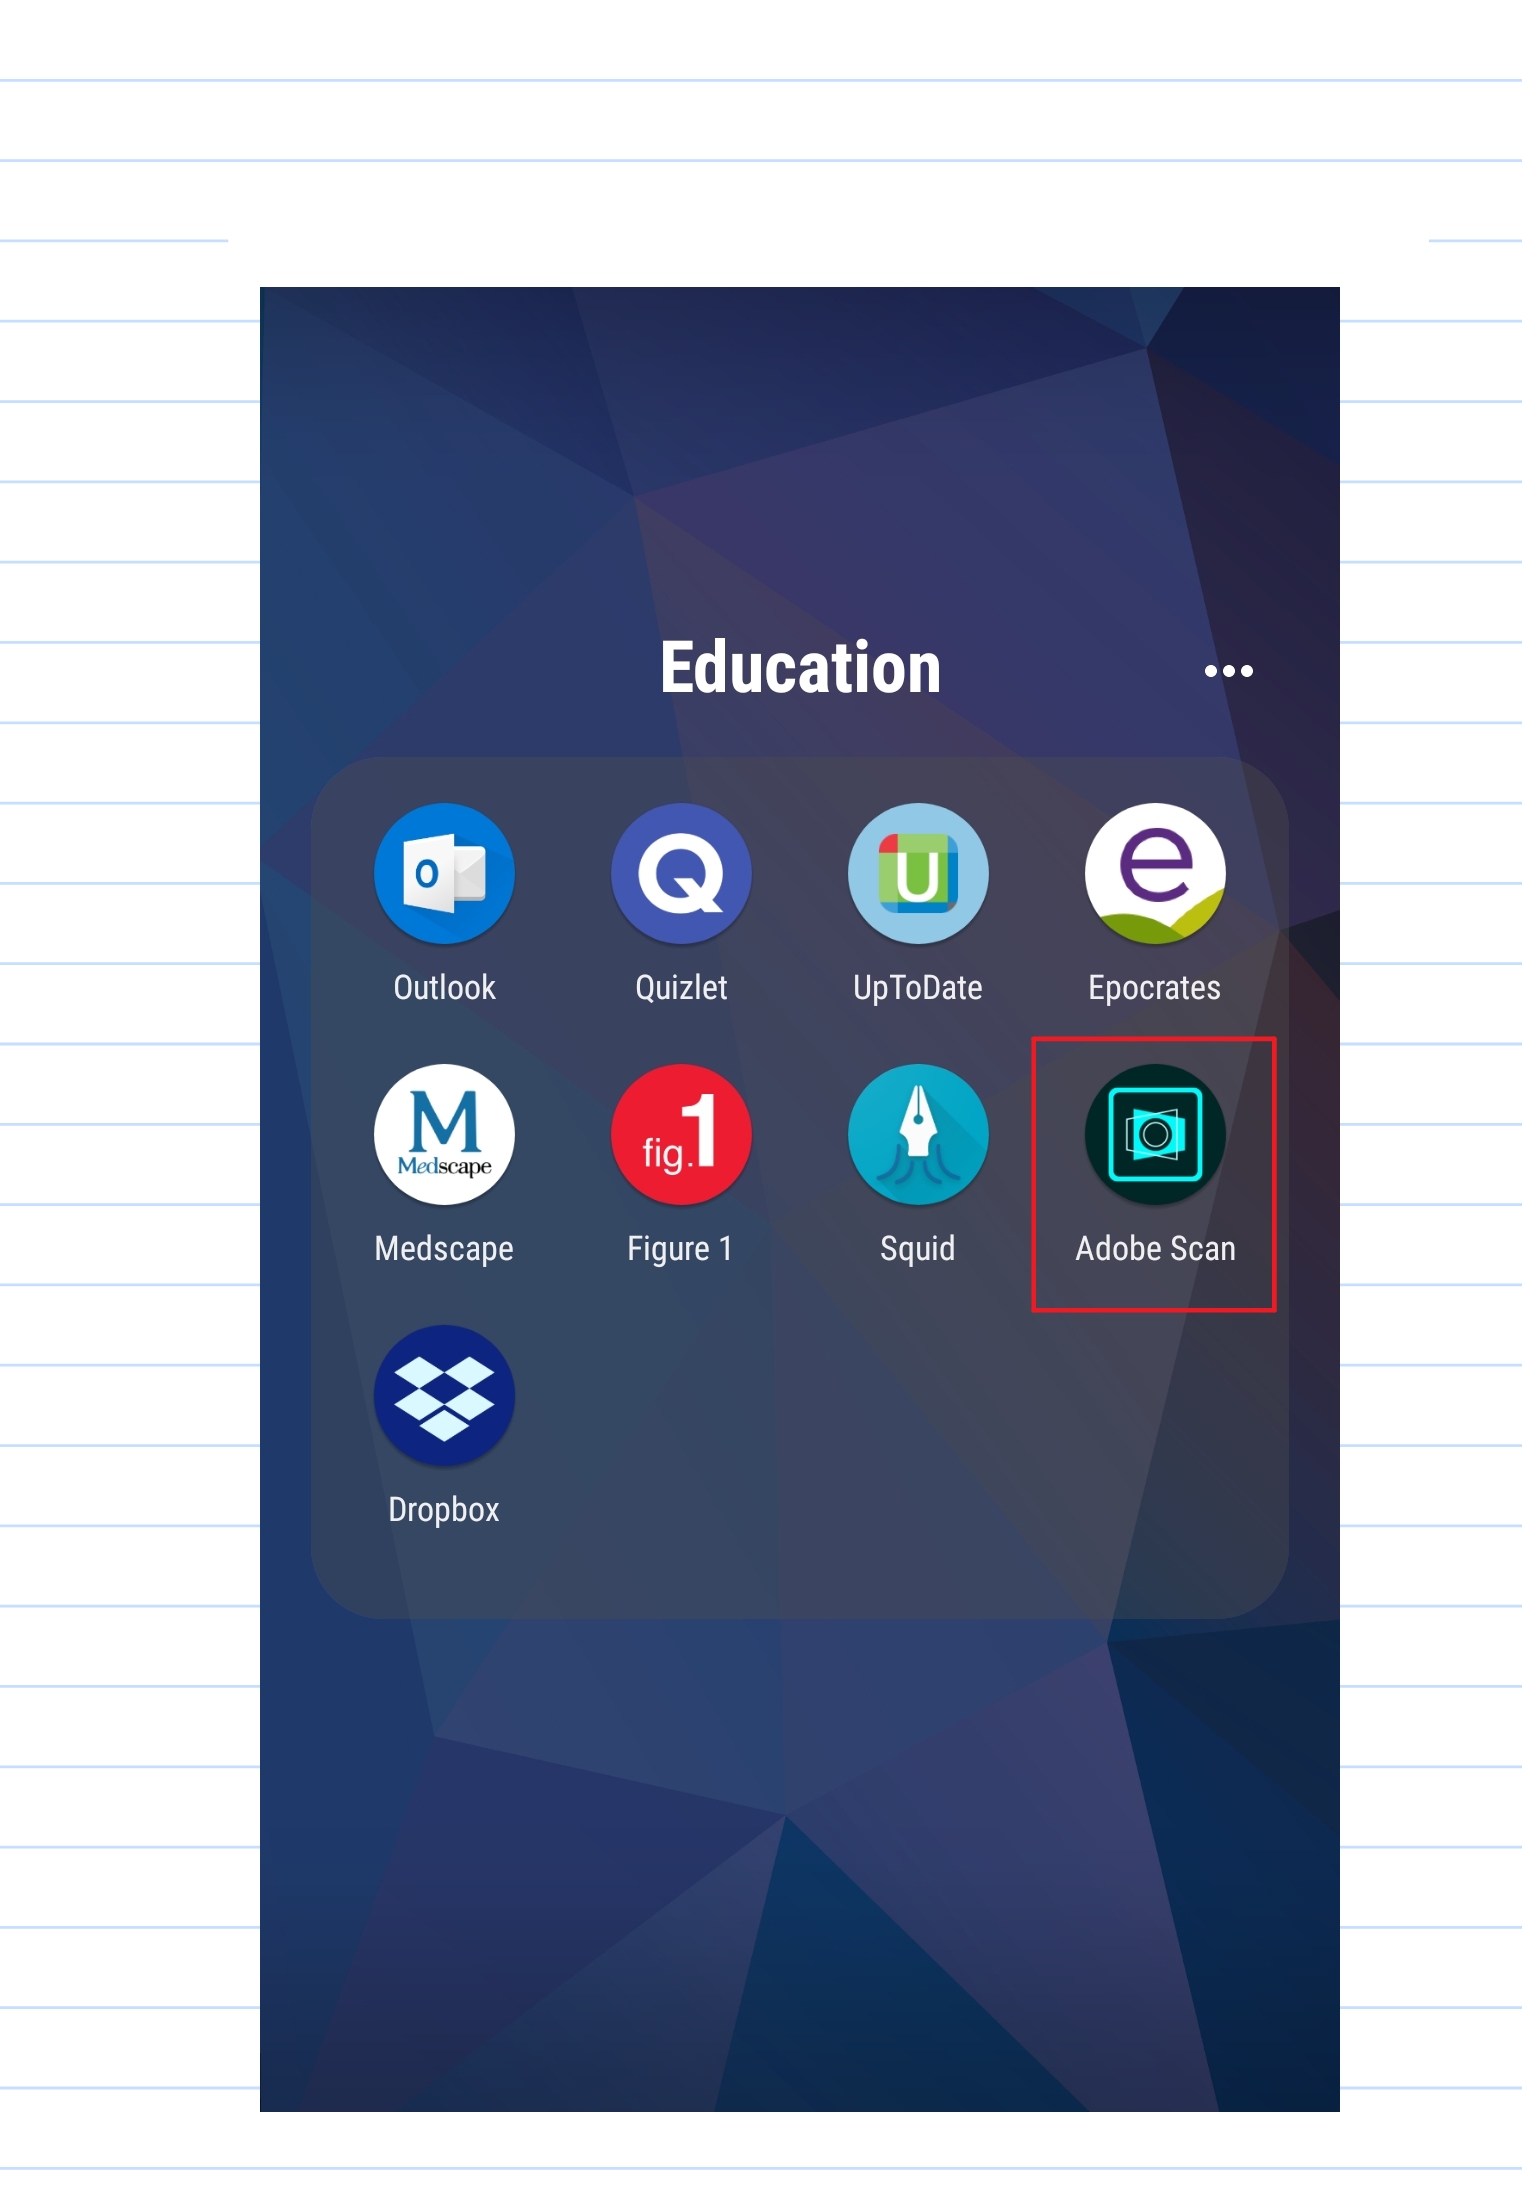 Education
O Q U e
Outlook Quizlet UpToDate Epocrates
M
Medscape
fig.1
Medscape Figure 1 Squid Adobe Scan
Dropbox